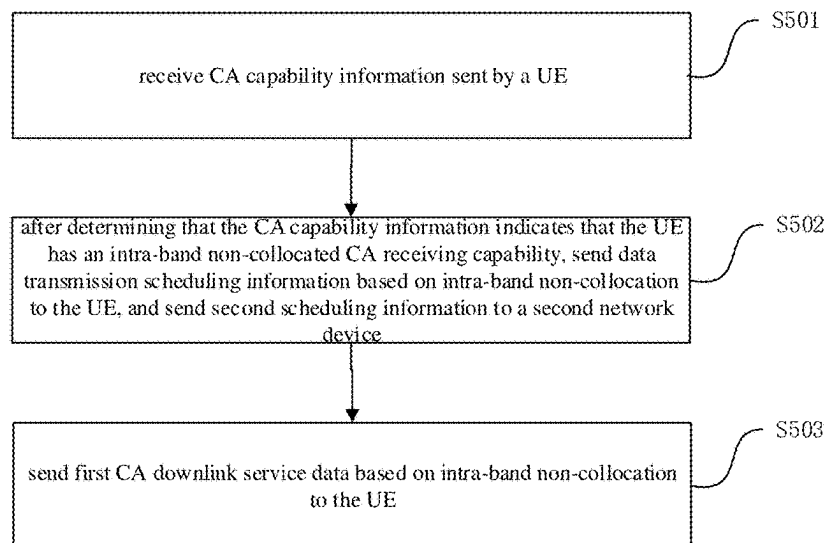 S501
receive CA capability information sent by a UE
after determining that the CA capability information indicates that the UE
S502
has an intra-band non-collocated CA receiving capability, send data
transmission scheduling information based on intra-band non-collocation
to the UE, and send second scheduling information to a second network
device
S503
send first CA downlink service data based on intra-band non-collocation
to the UE